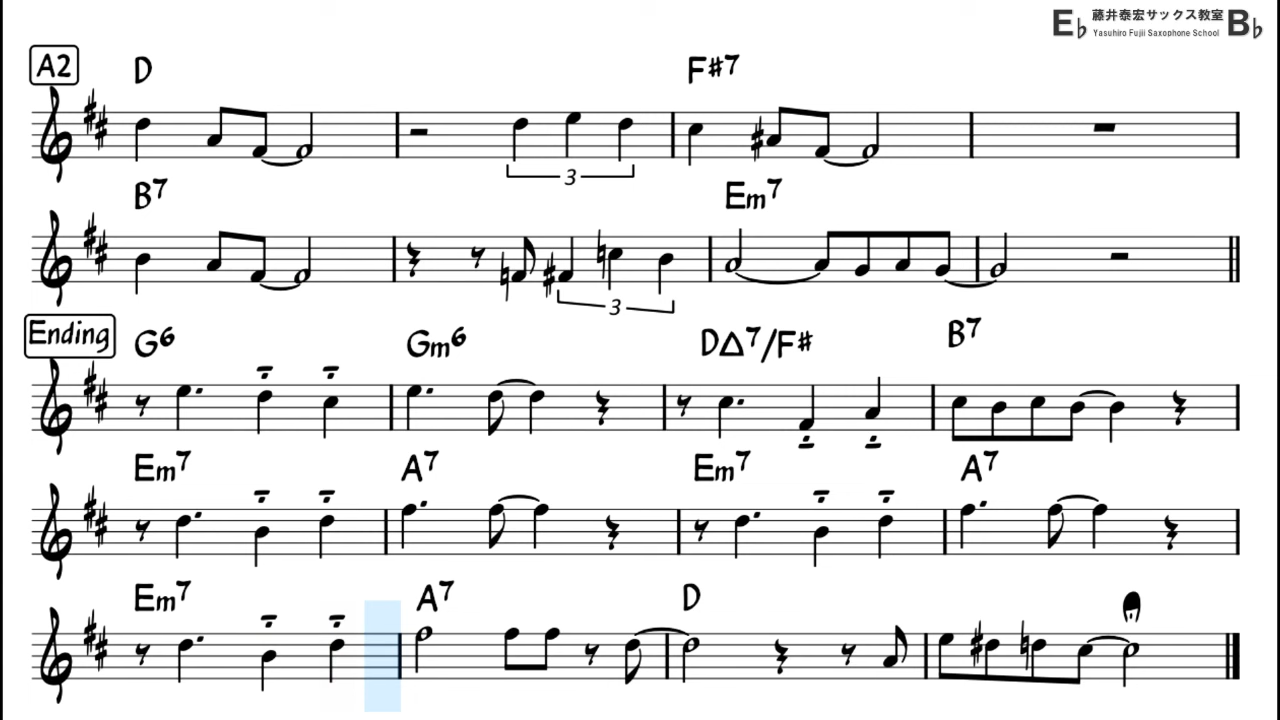 E♭ 藤井泰宏サックス教室 B♭
Yasuhiro Fujii Saxophone School
A2 D F#7
3
B7 Em7
3
Ending G6 Gm6 D△7/F# B7
Em7 A7 Em7 A7
Em7 A7 D